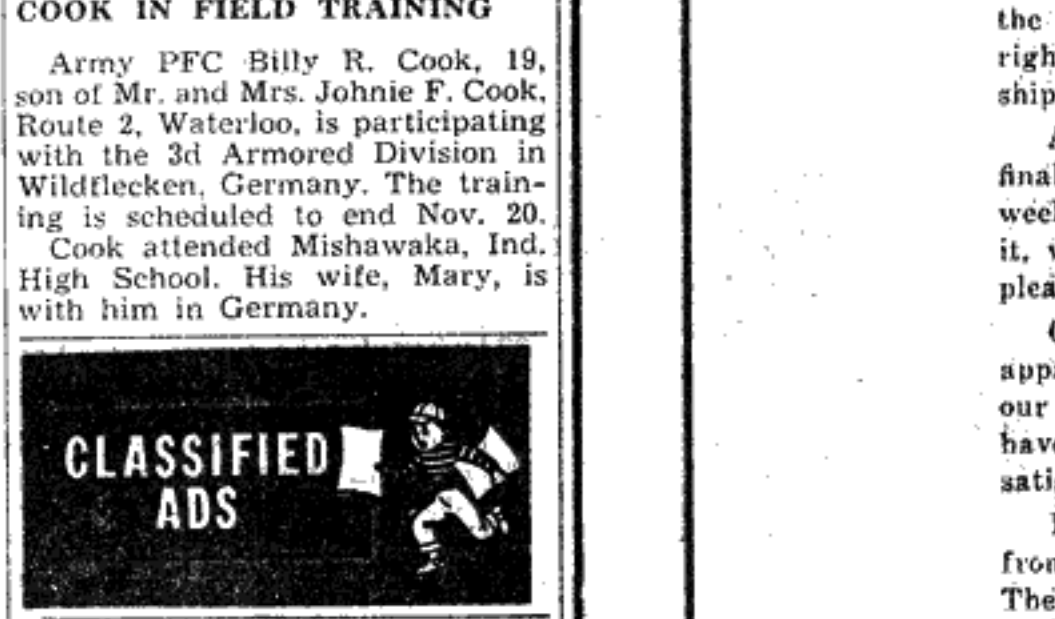 COOK IN FIELD TRAINING
Army PFC Billy R. Cook, 19,
son of Mr. and Mrs. Johnie F. Cook,
Route 2, Waterloo, is participating
with the 3d Armored Division in
Wildflecken, Germany. The train-
ing is scheduled to end Nov. 20.
Cook attended Mishawaka, Ind.
High School. His wife, Mary, is
with him in Germany.
CLASSIFIED
ADS
the
righ
ship
final
week
it,
plea
appa
our
have
sati
from
The